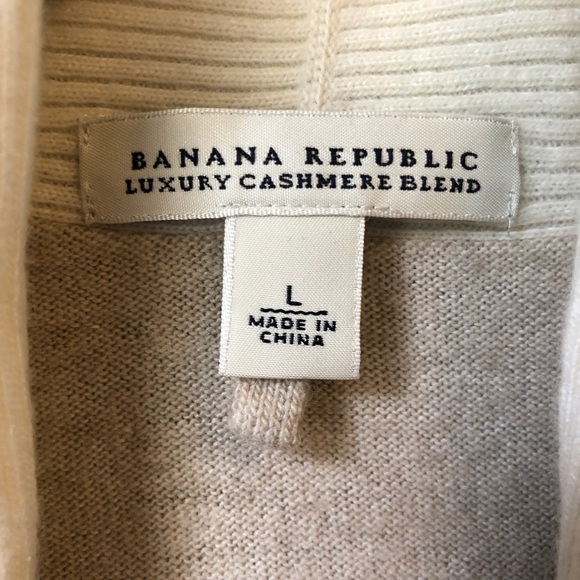 BANANA REPUBLIC
LUXURY CASHMERE BLEND
L
MADE IN
CHINA